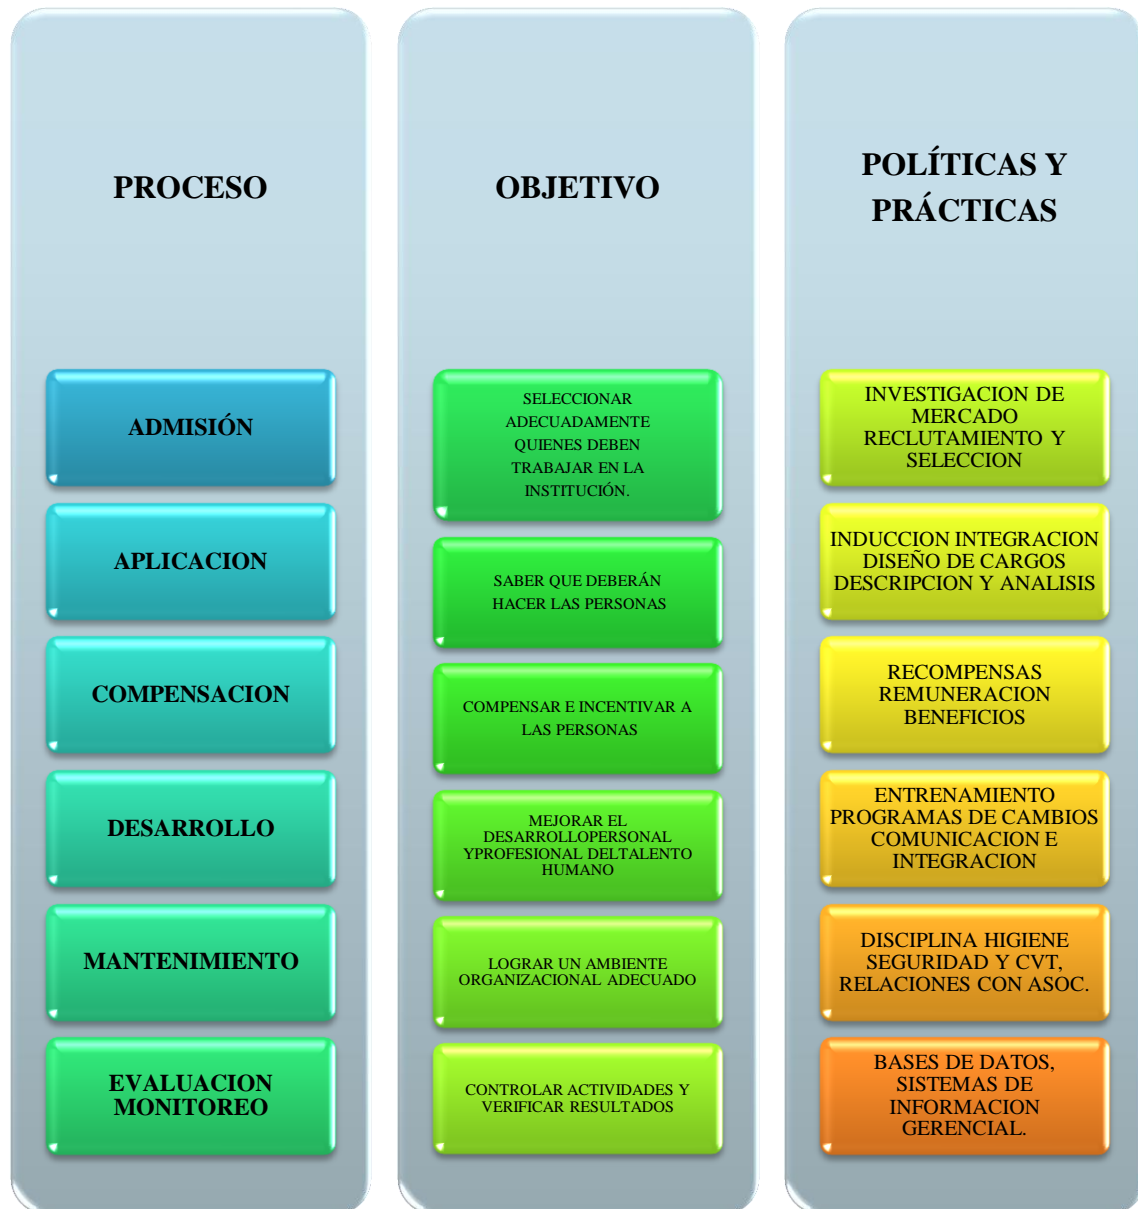 PROCESO
ADMISIÓN
APLICACION
COMPENSACION
DESARROLLO
MANTENIMIENTO
EVALUACION
MONITOREO
OBJETIVO
SELECCIONAR
ADECUADAMENTE
QUIENES DEBEN
TRABAJAR EN LA
INSTITUCIÓN.
SABER QUE DEBERÁN
HACER LAS PERSONAS
COMPENSAR E INCENTIVAR A
LAS PERSONAS
MEJORAR EL
DESARROLLOPERSONAL
YPROFESIONAL DELTALENTO
HUMANO
LOGRAR UN AMBIENTE
ORGANIZACIONAL ADECUADO
CONTROLAR ACTIVIDADES Y
VERIFICAR RESULTADOS
POLÍTICAS Y
PRÁCTICAS
INVESTIGACION DE
MERCADO
RECLUTAMIENTO Y
SELECCION
INDUCCION INTEGRACION
DISEÑO DE CARGOS
DESCRIPCION Y ANALISIS
RECOMPENSAS
REMUNERACION
BENEFICIOS
ENTRENAMIENTO
PROGRAMAS DE CAMBIOS
COMUNICACION E
INTEGRACION
DISCIPLINA HIGIENE
SEGURIDAD Y CVT,
RELACIONES CON ASOC.
BASES DE DATOS,
SISTEMAS DE
INFORMACION
GERENCIAL.